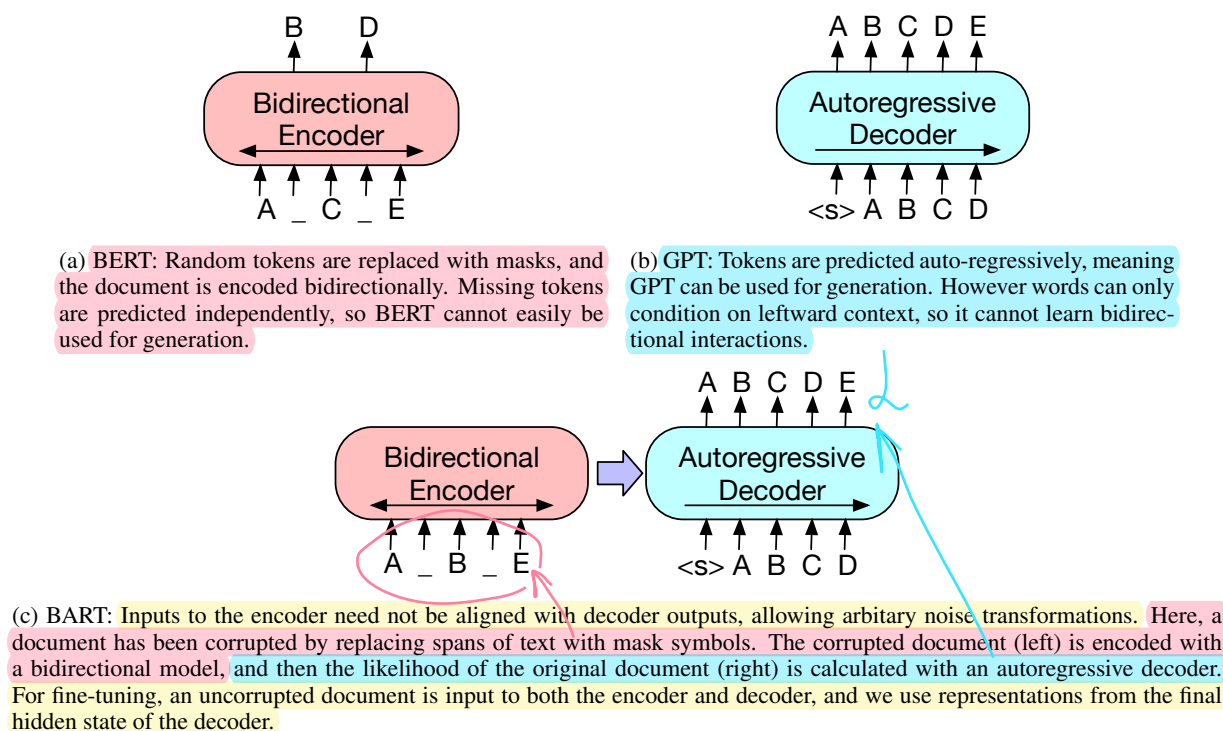 B D
A B C D E
Bidirectional
Encoder
Autoregressive
Decoder
A _ C _ E
<s> A B C D
(a) BERT: Random tokens are replaced with masks, and
the document is encoded bidirectionally. Missing tokens
are predicted independently, so BERT cannot easily be
used for generation.
(b) GPT: Tokens are predicted auto-regressively, meaning
GPT can be used for generation. However words can only
condition on leftward context, so it cannot learn bidirec-
tional interactions.
A B C D E
ℒ
Bidirectional
Encoder
Autoregressive
Decoder
A _ B _ E
<s> A B C D
(c) BART: Inputs to the encoder need not be aligned with decoder outputs, allowing arbitary noise transformations. Here, a
document has been corrupted by replacing spans of text with mask symbols. The corrupted document (left) is encoded with
a bidirectional model, and then the likelihood of the original document (right) is calculated with an autoregressive decoder.
For fine-tuning, an uncorrupted document is input to both the encoder and decoder, and we use representations from the final
hidden state of the decoder.